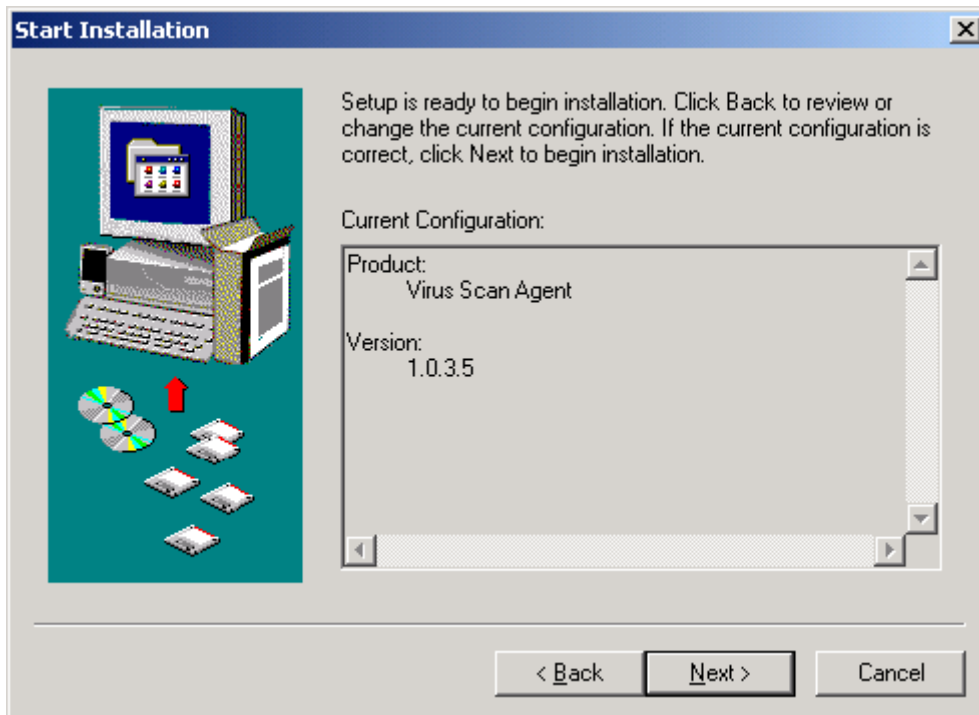 Start Installation
Setup is ready to begin installation. Click Back to review or
change the current configuration. If the current configuration is
correct, click Next to begin installation.
Current Configuration:
Product:
Virus Scan Agent
Version:
1.0.3.5
< Back
Next >
Cancel